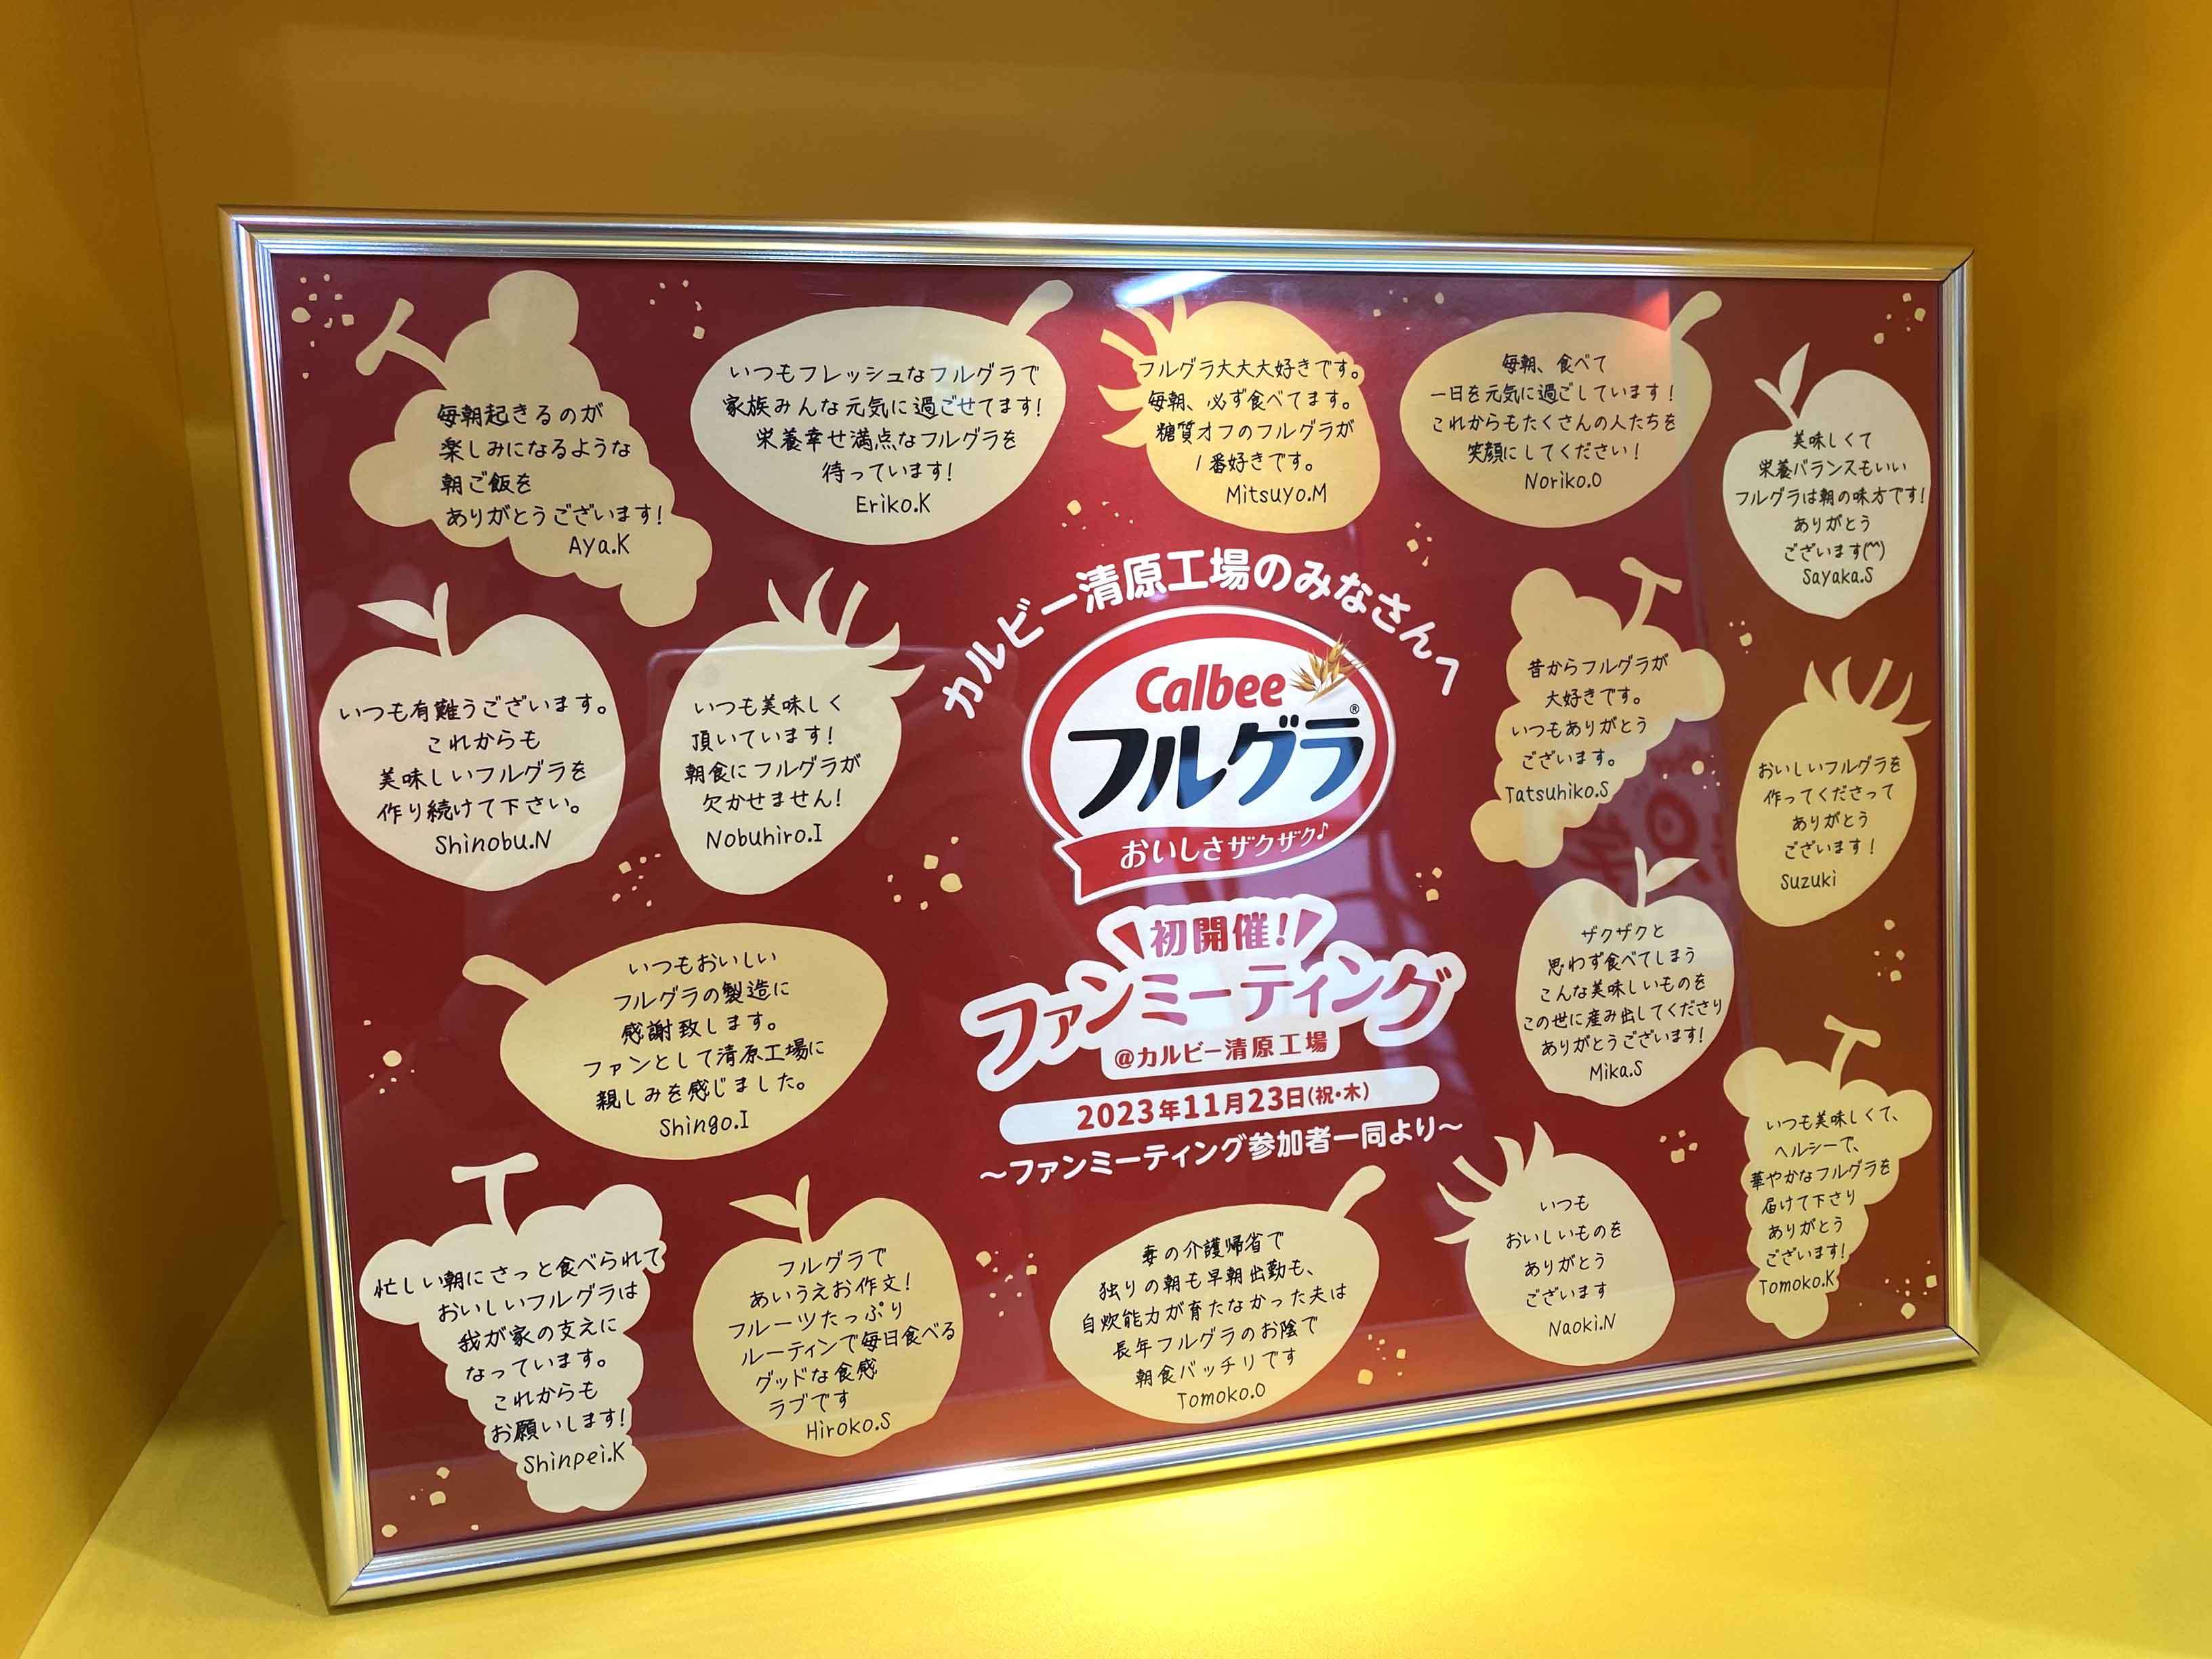 毎朝起きるのが
楽しみになるような
朝ご飯を
ありがとうございます!
Aya.K
いつもフレッシュなフルグラで
家族みんな元気に過ごせてます!
栄養幸せ満点なフルグラを
待っています!
Eriko.K
フルグラ大大大好きです。
毎朝、必ず食べてます。
糖質オフのフルグラが
1番好きです。
Mitsuyo.M
毎朝、食べて
一日を元気に過ごしています!
これからもたくさんの人たちを
笑顔にしてください!
Noriko.O
美味しくて
栄養バランスもいい
フルグラは朝の味方です!
ありがとう
ございます(^^)
Sayaka.S
いつも有難うございます。
これからも
美味しいフルグラを
作り続けて下さい。
Shinobu.N
いつも美味しく
頂いています!
朝食にフルグラが
欠かせません!
Nobuhiro.I
カルビー清原工場のみなさんへ
Calbee
フルグラ®
おいしさザクザク♪
初開催!
ファンミーティング
@カルビー清原工場
2023年11月23日(祝・木)
~ファンミーティング参加者一同より~
昔からフルグラが
大好きです。
いつもありがとう
ございます。
Tatsuhiko.S
おいしいフルグラを
作ってくださって
ありがとう
ございます!
Suzuki
いつもおいしい
フルグラの製造に
感謝致します。
ファンとして清原工場に
親しみを感じました。
Shingo.I
ザクザクと
思わず食べてしまう
こんな美味しいものを
この世に産み出してくださり
ありがとうございます!
Mika.S
いつも美味しくて、
ヘルシーで、
華やかなフルグラを
届けて下さり
ありがとう
ございます!
Tomoko.K
忙しい朝にさっと食べられて
おいしいフルグラは
我が家の支えに
なっています。
これからも
お願いします!
Shinpei.K
フルグラで
あいうえお作文!
フルーツたっぷり
ルーティンで毎日食べる
グッドな食感
ラブです
Hiroko.S
妻の介護帰省で
独りの朝も早朝出勤も、
自炊能力が育たなかった夫は
長年フルグラのお陰で
朝食バッチリです
Tomoko.O
いつも
おいしいものを
ありがとう
ございます
Naoki.N